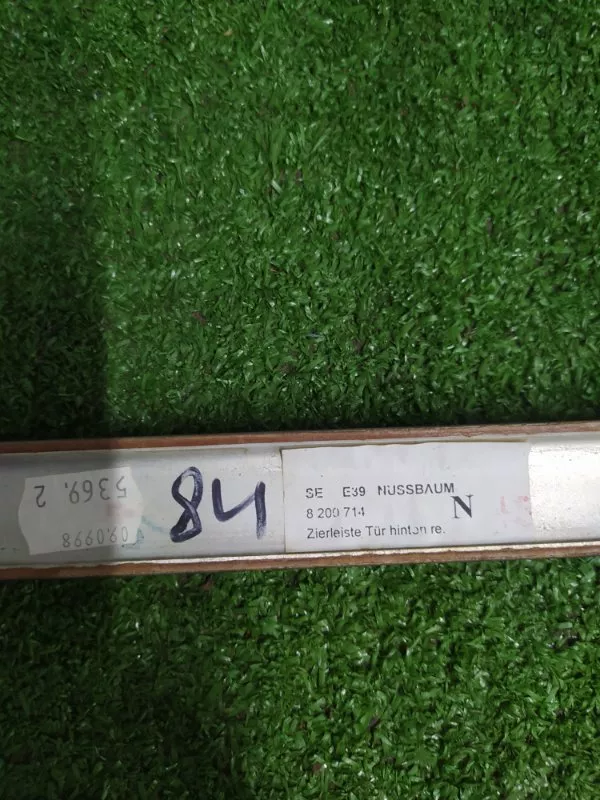 5369. 2
09.0998
84
SE E39 NUSSBAUM
8 200 714
N
Zierleiste Tür hinten re.